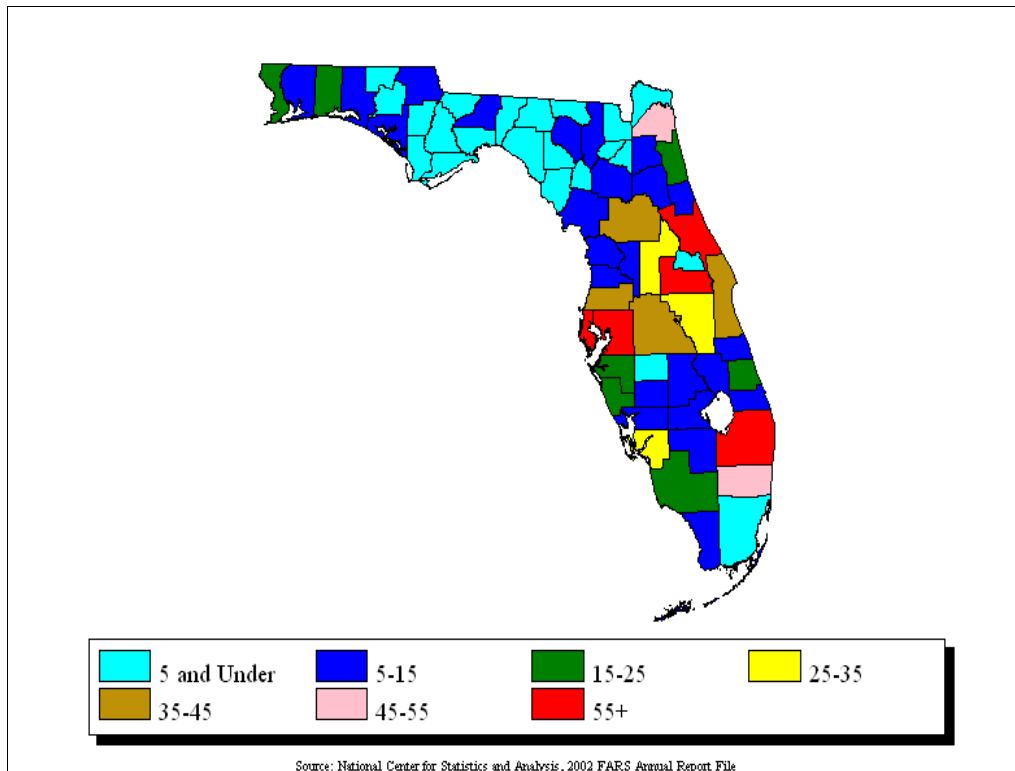 5 and Under 5-15 15-25 25-35
35-45 45-55 55+
Source: National Center for Statistics and Analysis, 2002 FARS Annual Report File